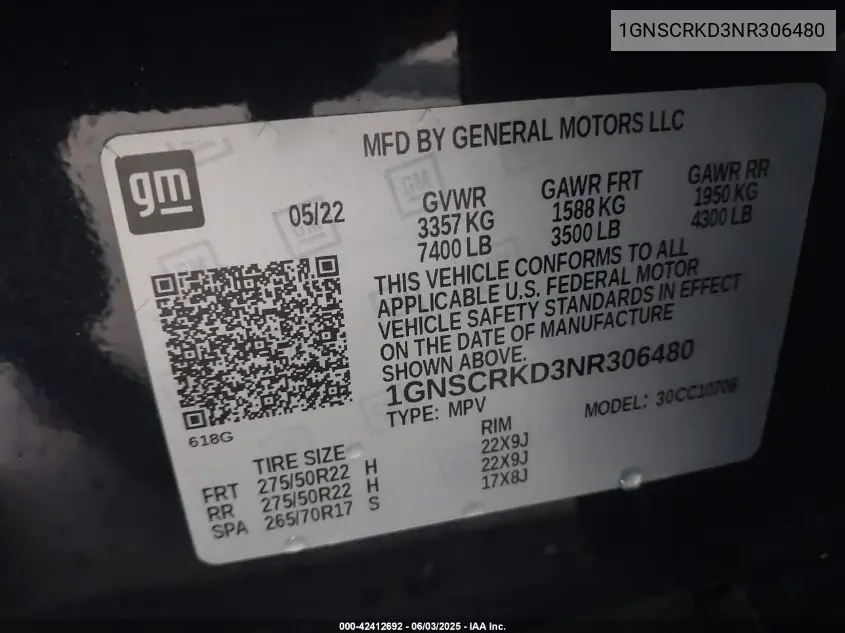 1GNSCRKD3NR306480
MFD BY GENERAL MOTORS LLC
gm
05/22
GVWR
3357 KG
7400 LB
GAWR FRT
1588 KG
3500 LB
GAWR RR
1950 KG
4300 LB
THIS VEHICLE CONFORMS TO ALL
APPLICABLE U.S. FEDERAL MOTOR
VEHICLE SAFETY STANDARDS IN EFFECT
ON THE DATE OF MANUFACTURE
SHOWN ABOVE.
1GNSCRKD3NR306480
TYPE: MPV
MODEL: 30CC10706
618G
TIRE SIZE
RIM
FRT 275/50R22 H 22X9J
RR 275/50R22 H 22X9J
SPA 265/70R17 S 17X8J
000-42412692 - 06/03/2025 - IAA Inc.